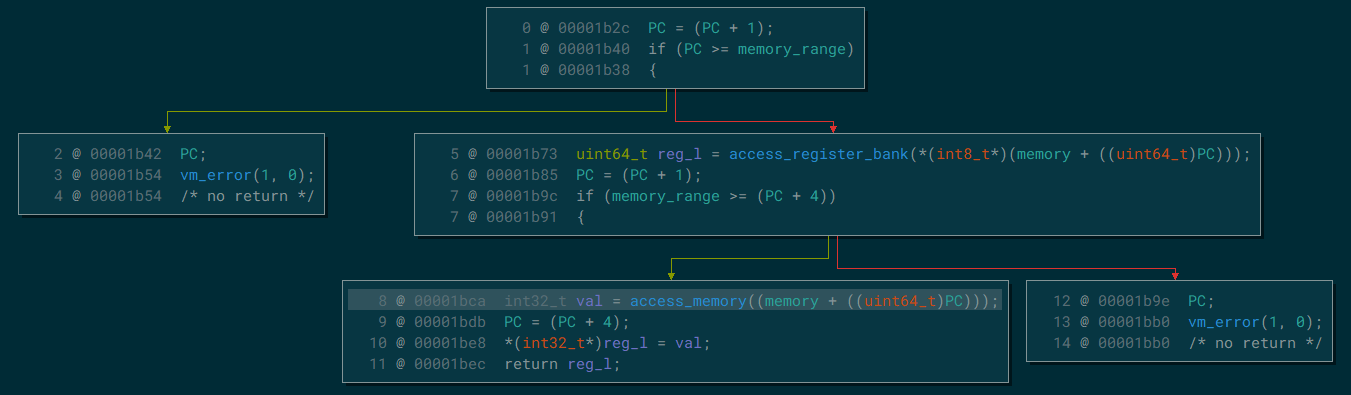 0 @ 00001b2c  PC = (PC + 1);
1 @ 00001b40  if (PC >= memory_range)
1 @ 00001b38  {
2 @ 00001b42  PC;
3 @ 00001b54  vm_error(1, 0);
4 @ 00001b54  /* no return */
5 @ 00001b73  uint64_t reg_l = access_register_bank(*(int8_t*)(memory + ((uint64_t)PC)));
6 @ 00001b85  PC = (PC + 1);
7 @ 00001b9c  if (memory_range >= (PC + 4))
7 @ 00001b91  {
8 @ 00001bca  int32_t val = access_memory((memory + ((uint64_t)PC)));
9 @ 00001bdb  PC = (PC + 4);
10 @ 00001be8  *(int32_t*)reg_l = val;
11 @ 00001bec  return reg_l;
12 @ 00001b9e  PC;
13 @ 00001bb0  vm_error(1, 0);
14 @ 00001bb0  /* no return */